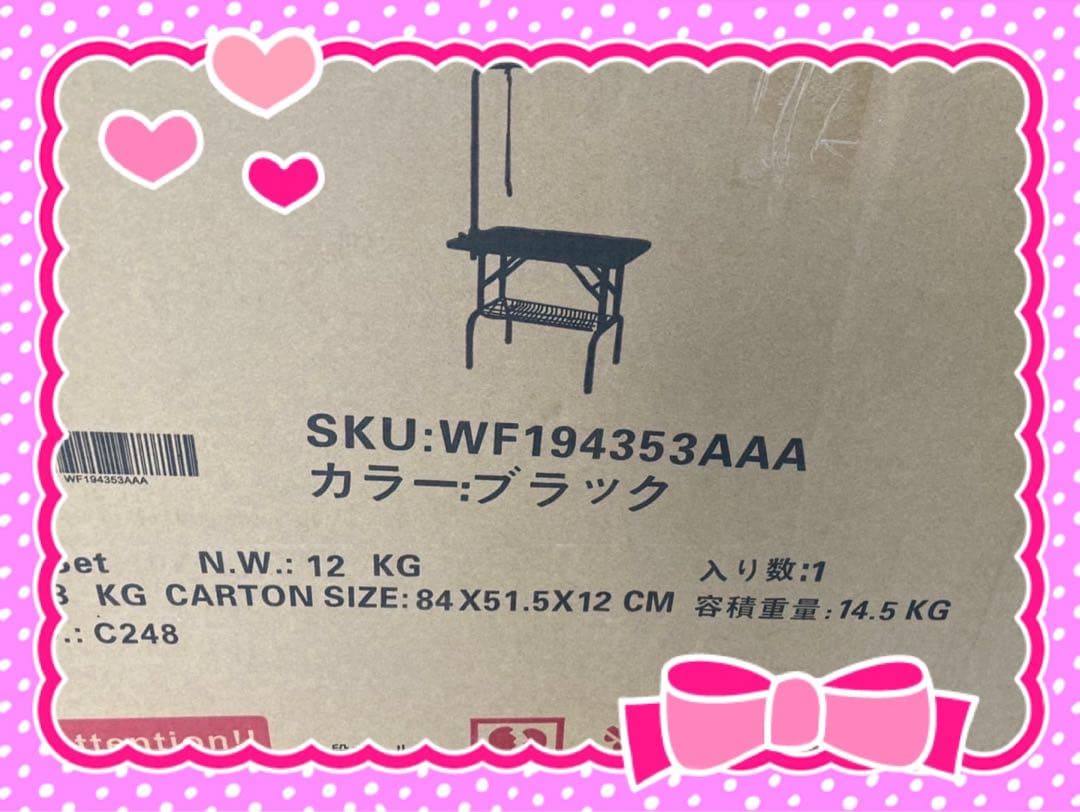 SKU:WF194353AAA
カラー:ブラック
WF194353AAA
N.W.: 12 KG
入り数:1
KG CARTON SIZE: 84X51.5X12 CM
容積重量: 14.5 KG
.: C248
ttention!!